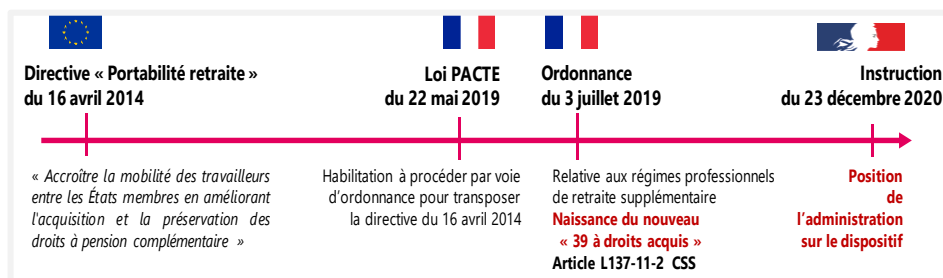 Directive « Portabilité retraite »
du 16 avril 2014
Loi PACTE
du 22 mai 2019
Ordonnance
du 3 juillet 2019
Instruction
du 23 décembre 2020
« Accroître la mobilité des travailleurs
entre les États membres en améliorant
l'acquisition et la préservation des
droits à pension complémentaire »
Habilitation à procéder par voie
d'ordonnance pour transposer
la directive du 16 avril 2014
Relative aux régimes professionnels
de retraite supplémentaire
Naissance du nouveau
« 39 à droits acquis »
Article L137-11-2 CSS
Position
de
l'administration
sur le dispositif